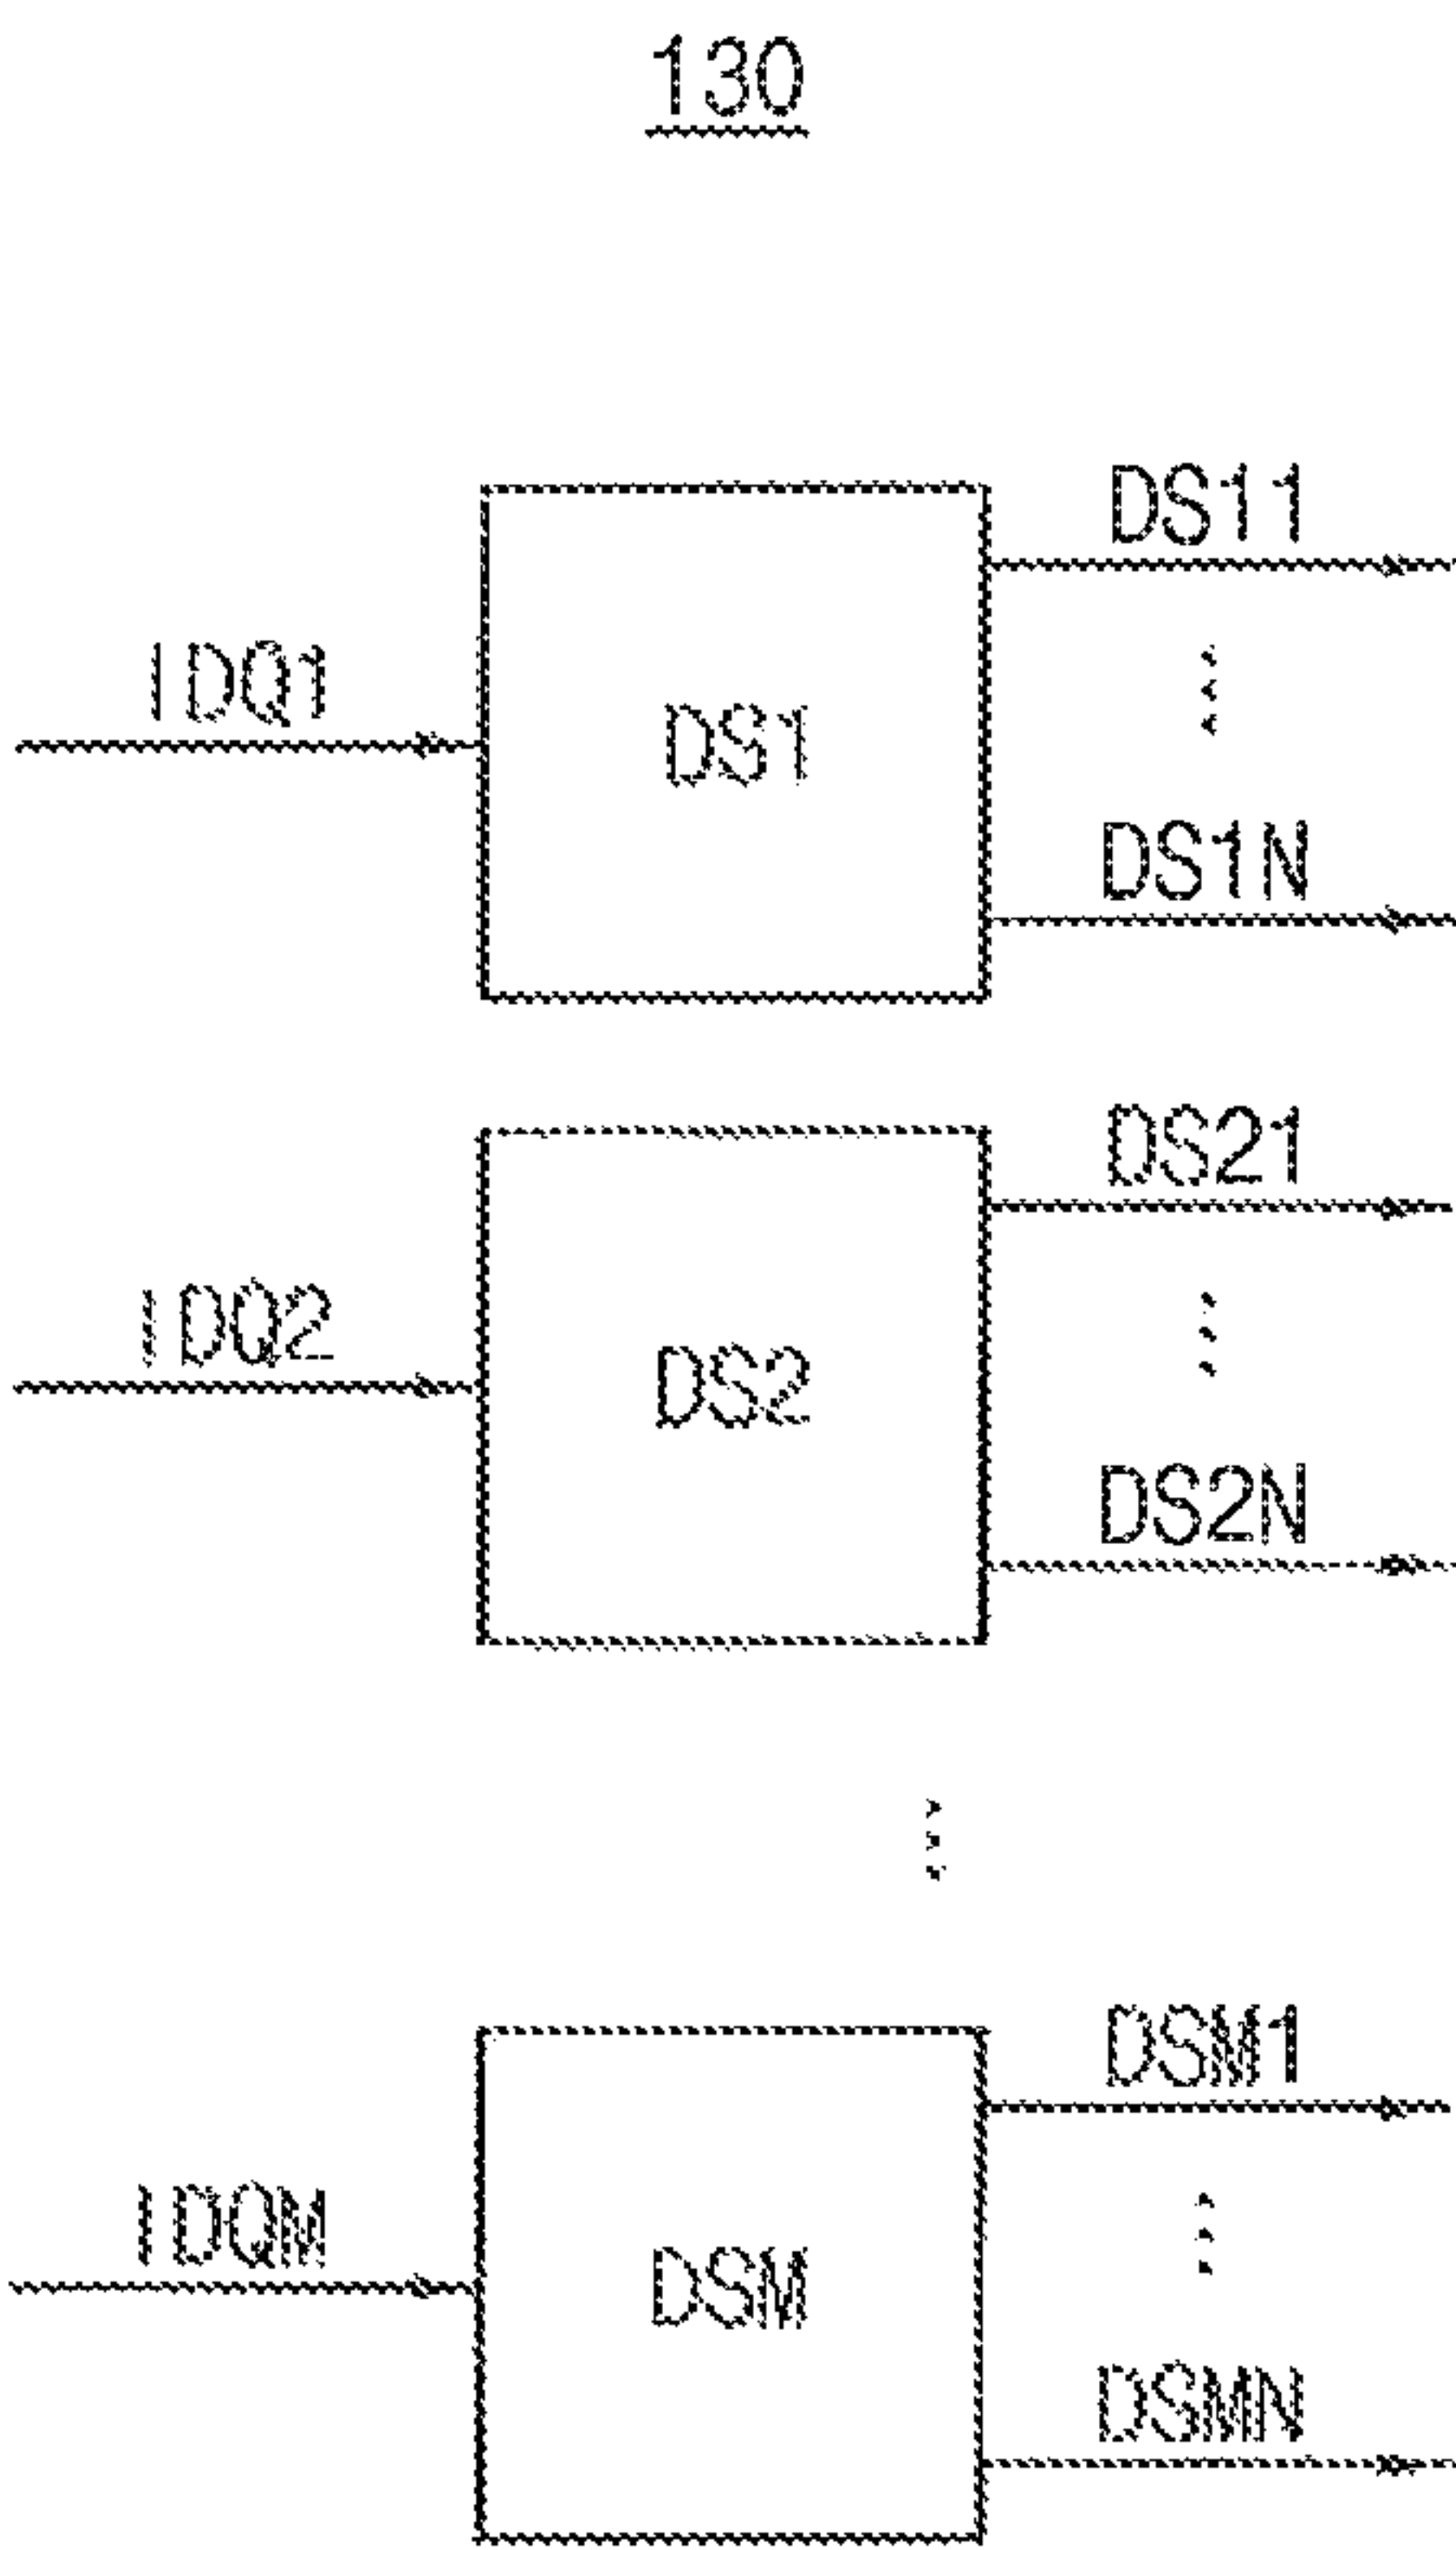 130
DS11
IDQ1
DS1
DS1N
DS21
IDQ2
DS2
DS2N
DSM1
IDQM
DSM
DSMN